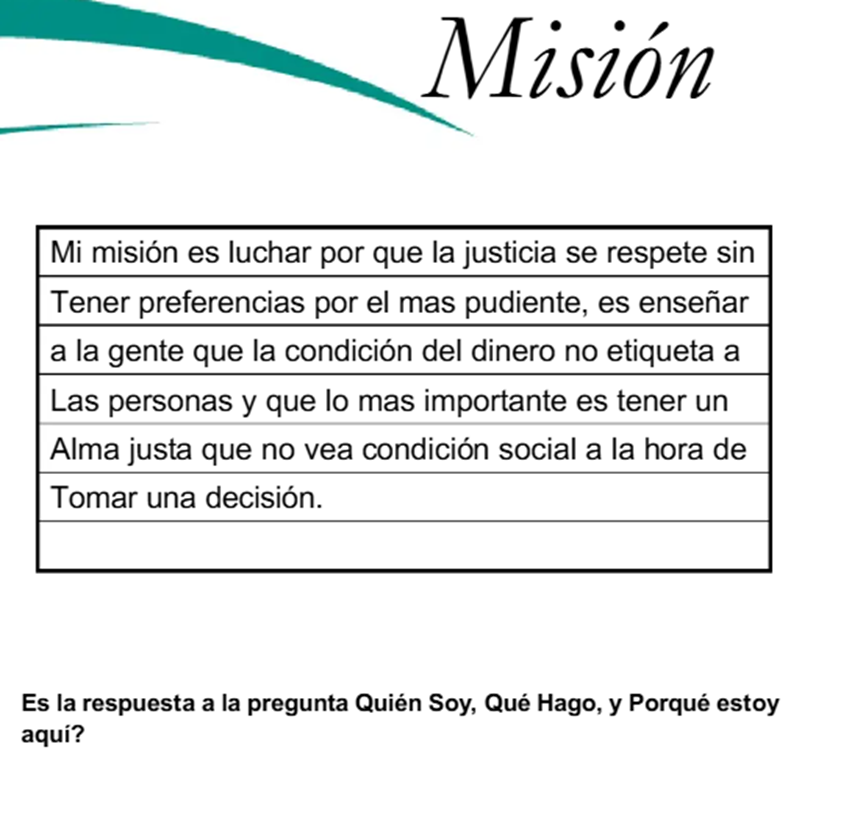 Misión
Mi misión es luchar por que la justicia se respete sin
Tener preferencias por el mas pudiente, es enseñar
a la gente que la condición del dinero no etiqueta a
Las personas y que lo mas importante es tener un
Alma justa que no vea condición social a la hora de
Tomar una decisión.
Es la respuesta a la pregunta Quién Soy, Qué Hago, y Porqué estoy
aquí?